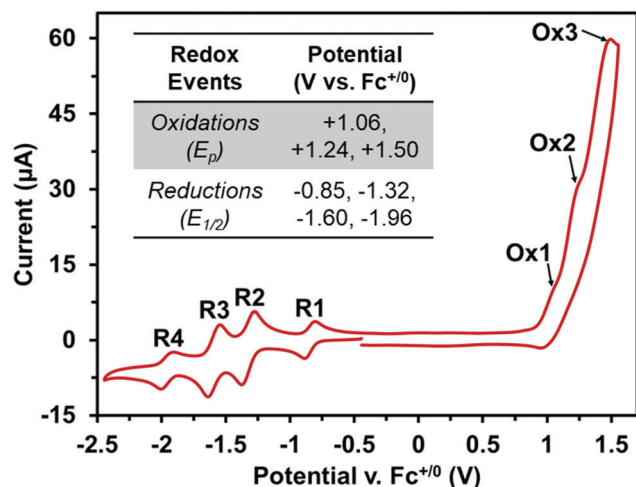 60
45
30
15
0
-15
Current (µA)
Redox Events
Potential (V vs. Fc+/0)
Oxidations (Ep)
+1.06,
+1.24, +1.50
Reductions (E1/2)
-0.85, -1.32,
-1.60, -1.96
Ox3
Ox2
Ox1
R4
R3
R2
R1
-2.5 -2 -1.5 -1 -0.5 0 0.5 1 1.5
Potential v. Fc+/0 (V)